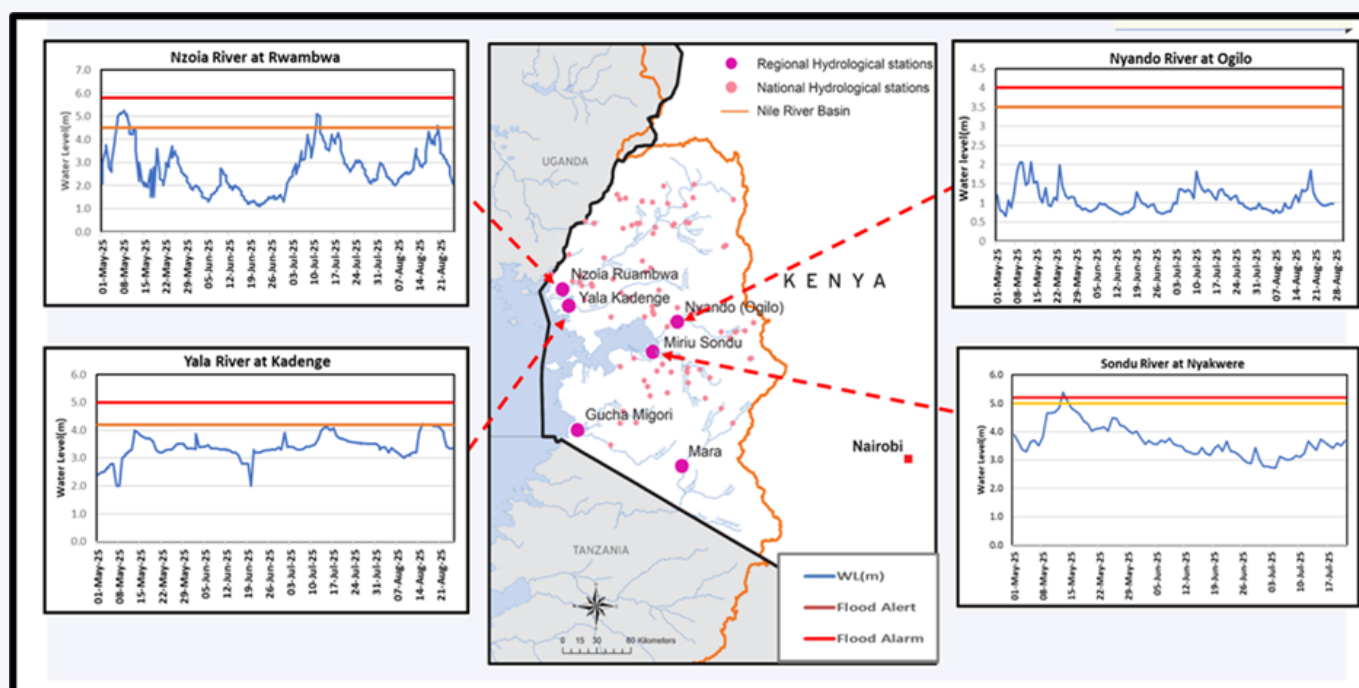 Nzoia River at Rwambwa
Water Level(m)
7.0
6.0
5.0
4.0
3.0
2.0
1.0
0.0
01-May-25
08-May-25
15-May-25
22-May-25
29-May-25
05-Jun-25
12-Jun-25
19-Jun-25
26-Jun-25
03-Jul-25
10-Jul-25
17-Jul-25
24-Jul-25
31-Jul-25
07-Aug-25
14-Aug-25
21-Aug-25
Yala River at Kadenge
Water Level(m)
6.0
5.0
4.0
3.0
2.0
1.0
0.0
01-May-25
08-May-25
15-May-25
22-May-25
29-May-25
05-Jun-25
12-Jun-25
19-Jun-25
26-Jun-25
03-Jul-25
10-Jul-25
17-Jul-25
24-Jul-25
31-Jul-25
07-Aug-25
14-Aug-25
21-Aug-25
Regional Hydrological stations
National Hydrological stations
Nile River Basin
UGANDA
KENYA
Nzoia Ruambwa
Yala Kadenge
Nyando (Ogilo)
Miriu Sondu
Gucha Migori
Mara
Nairobi
TANZANIA
0 15 30 60 Kilometers
WL(m)
Flood Alert
Flood Alarm
Nyando River at Ogilo
Water level(m)
4.5
4
3.5
3
2.5
2
1.5
1
0.5
0
01-May-25
08-May-25
15-May-25
22-May-25
29-May-25
05-Jun-25
12-Jun-25
19-Jun-25
26-Jun-25
03-Jul-25
10-Jul-25
17-Jul-25
24-Jul-25
31-Jul-25
07-Aug-25
14-Aug-25
21-Aug-25
28-Aug-25
Sondu River at Nyakwere
Water Level(m)
6.0
5.0
4.0
3.0
2.0
1.0
0.0
01-May-25
08-May-25
15-May-25
22-May-25
29-May-25
05-Jun-25
12-Jun-25
19-Jun-25
26-Jun-25
03-Jul-25
10-Jul-25
17-Jul-25